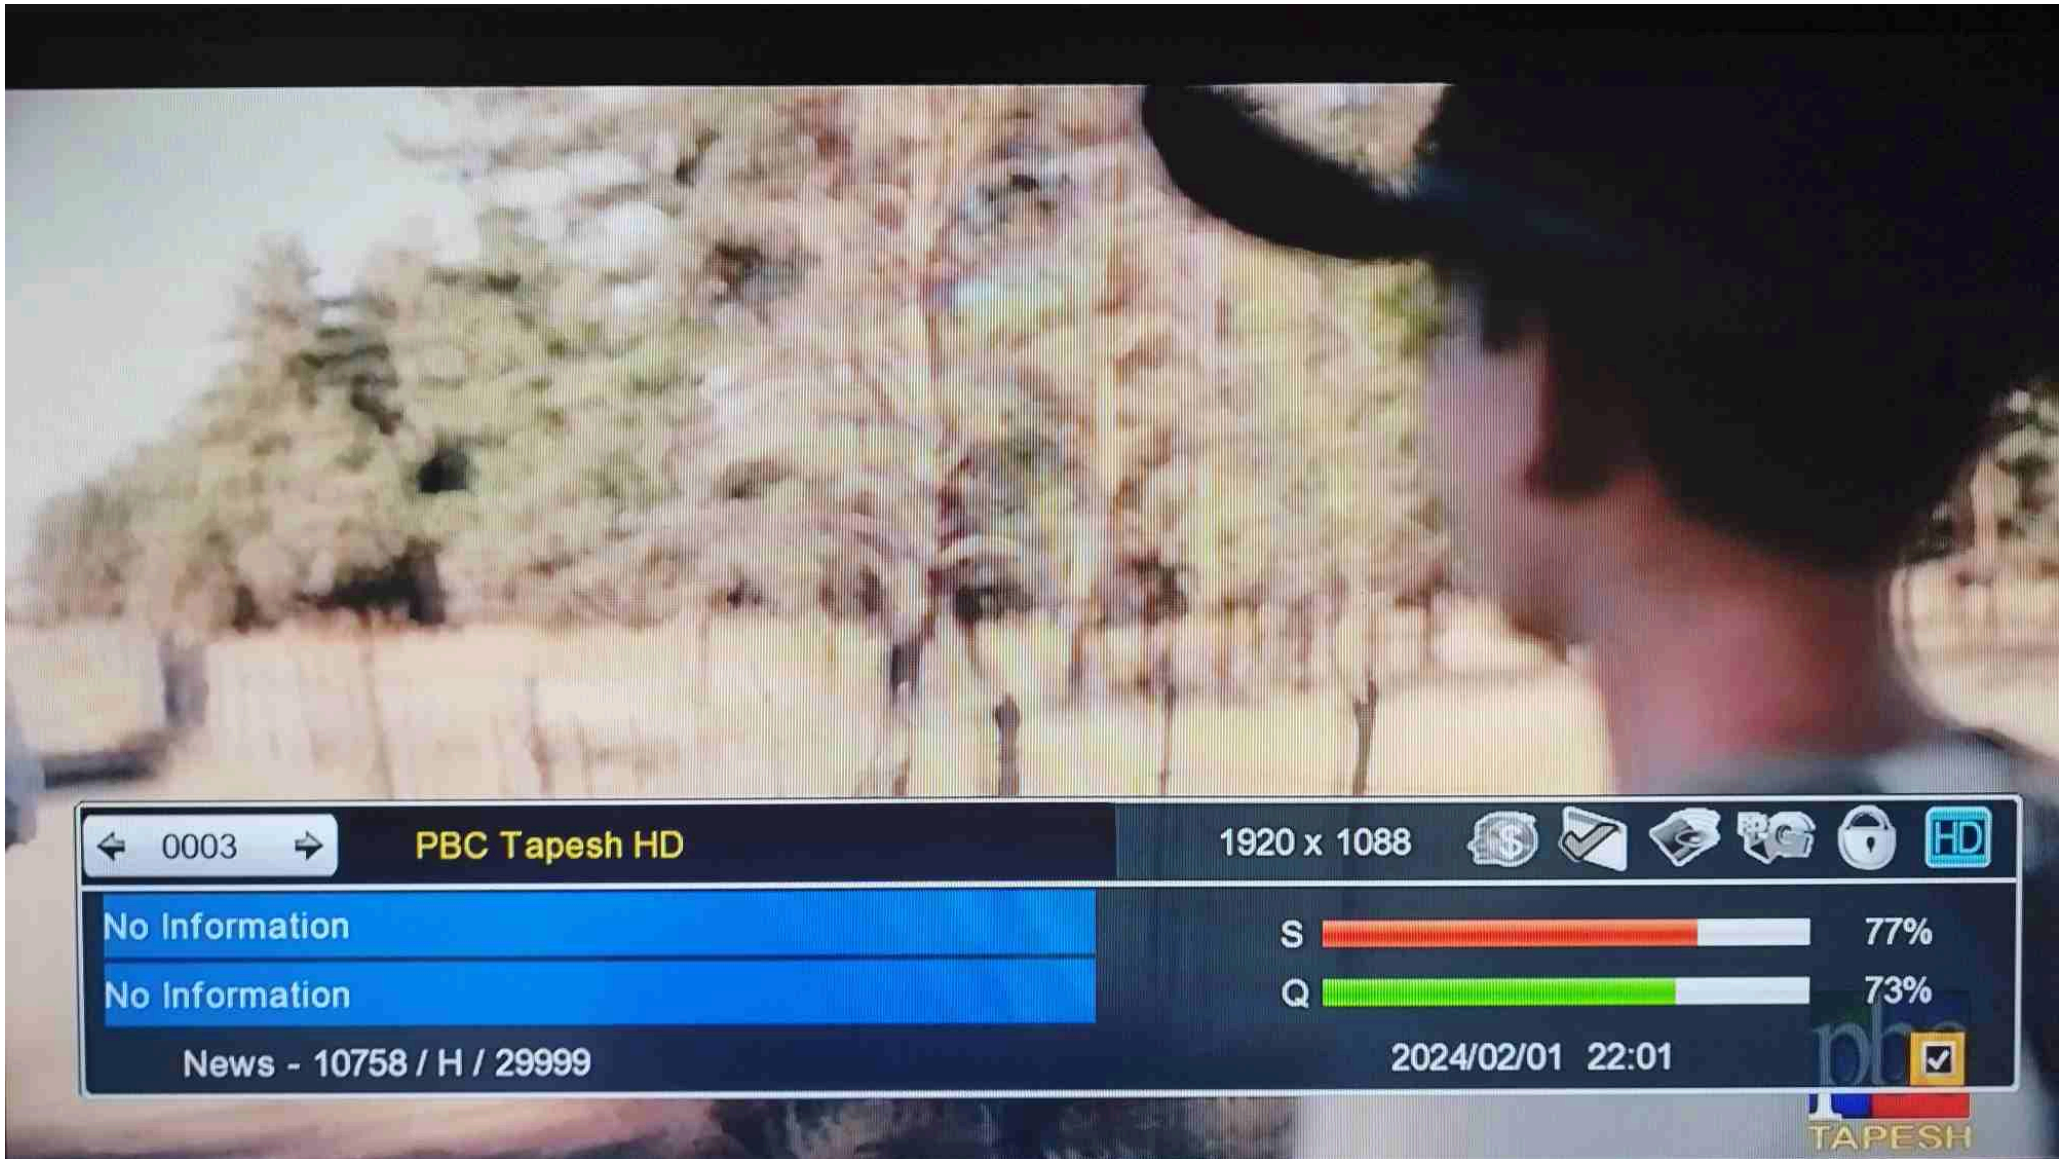 0003 PBC Tapesh HD 1920 x 1088 $ G HD
No Information S 77%
No Information Q 73%
News - 10758 / H / 29999 2024/02/01 22:01
pbc
TAPESH